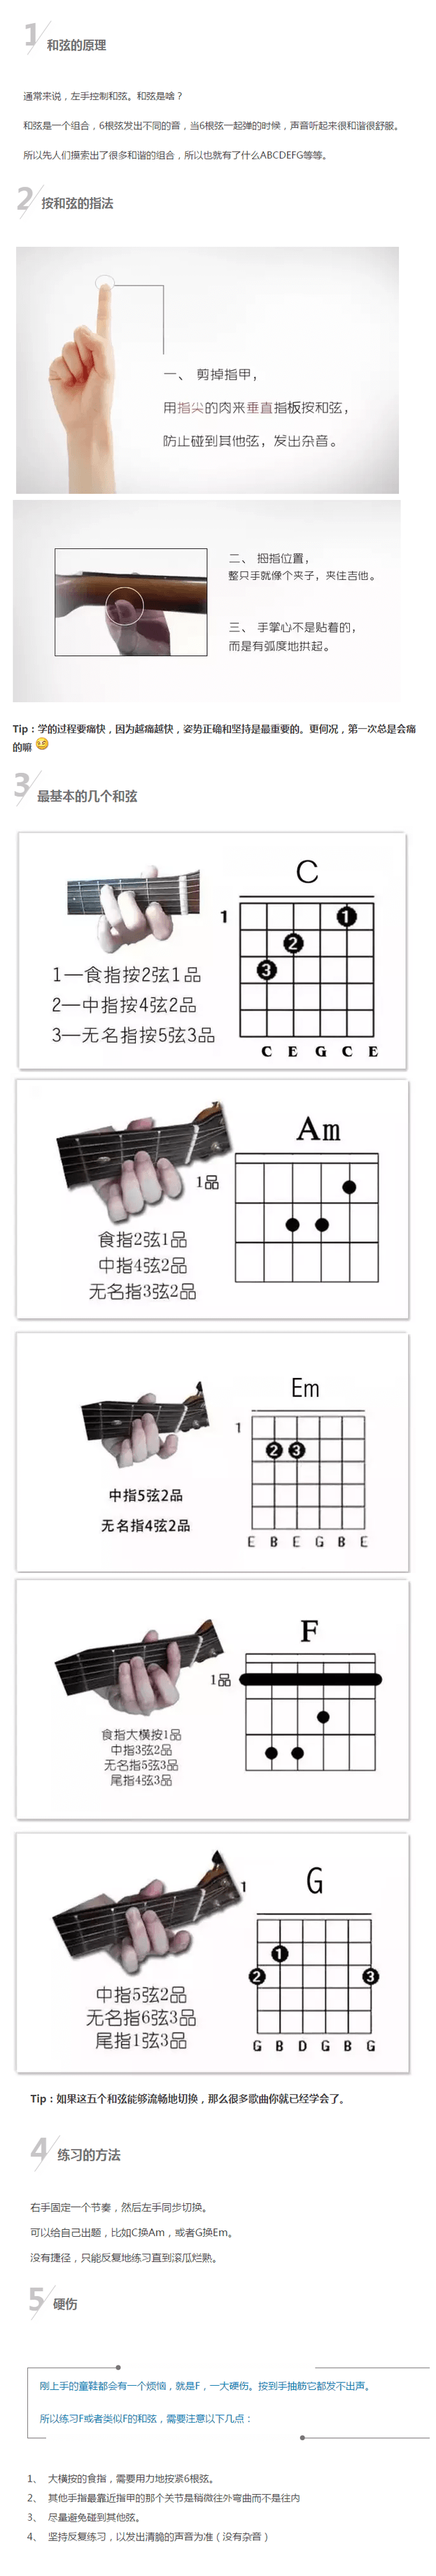 1 和弦的原理
通常来说，左手控制和弦。和弦是啥？
和弦是一个组合，6根弦发出不同的音，当6根弦一起弹的时候，声音听起来很和谐很舒服。
所以先人们摸索出了很多和谐的组合，所以也就有了什么ABCDEFG等等。
2 按和弦的指法
一、 剪掉指甲，
用指尖的肉来垂直指板按和弦，
防止碰到其他弦，发出杂音。
二、 拇指位置，
整只手就像个夹子，夹住吉他。
三、 手掌心不是贴着的，
而是有弧度地拱起。
Tip：学的过程要痛快，因为越痛越快，姿势正确和坚持是最重要的。更何况，第一次总是会痛
的嘛
3 最基本的几个和弦
C
1
1
2
3
1—食指按2弦1品
2—中指按4弦2品
3—无名指按5弦3品
C E G C E
Am
1品
食指2弦1品
中指4弦2品
无名指3弦2品
Em
1
2 3
中指5弦2品
无名指4弦2品
E B E G B E
F
1品
食指大横按1品
中指3弦2品
无名指5弦3品
尾指4弦3品
G
1
1
2 3
中指5弦2品
无名指6弦3品
尾指1弦3品
G B D G B G
Tip：如果这五个和弦能够流畅地切换，那么很多歌曲你就已经学会了。
4 练习的方法
右手固定一个节奏，然后左手同步切换。
可以给自己出题，比如C换Am，或者G换Em。
没有捷径，只能反复地练习直到滚瓜烂熟。
5 硬伤
刚上手的童鞋都会有一个烦恼，就是F，一大硬伤。按到手抽筋它都发不出声。
所以练习F或者类似F的和弦，需要注意以下几点：
1、 大横按的食指，需要用力地按紧6根弦。
2、 其他手指最靠近指甲的那个关节是稍微往外弯曲而不是往内
3、 尽量避免碰到其他弦。
4、 坚持反复练习，以发出清脆的声音为准（没有杂音）